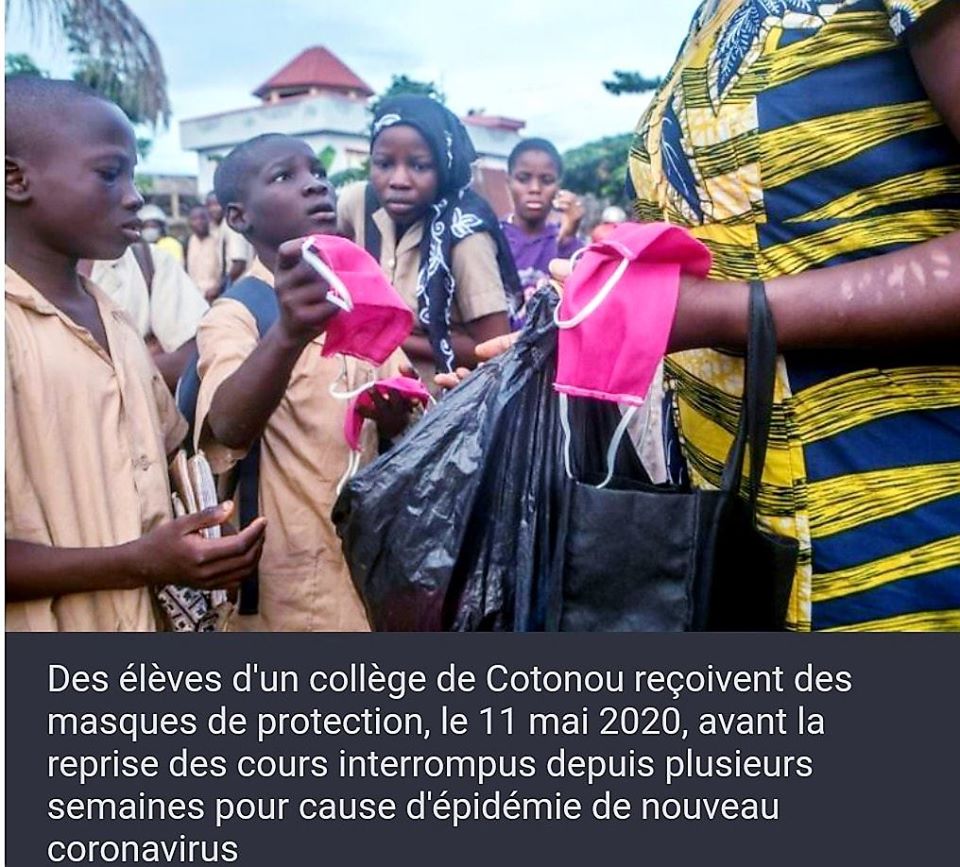 Des élèves d'un collège de Cotonou reçoivent des
masques de protection, le 11 mai 2020, avant la
reprise des cours interrompus depuis plusieurs
semaines pour cause d'épidémie de nouveau
coronavirus